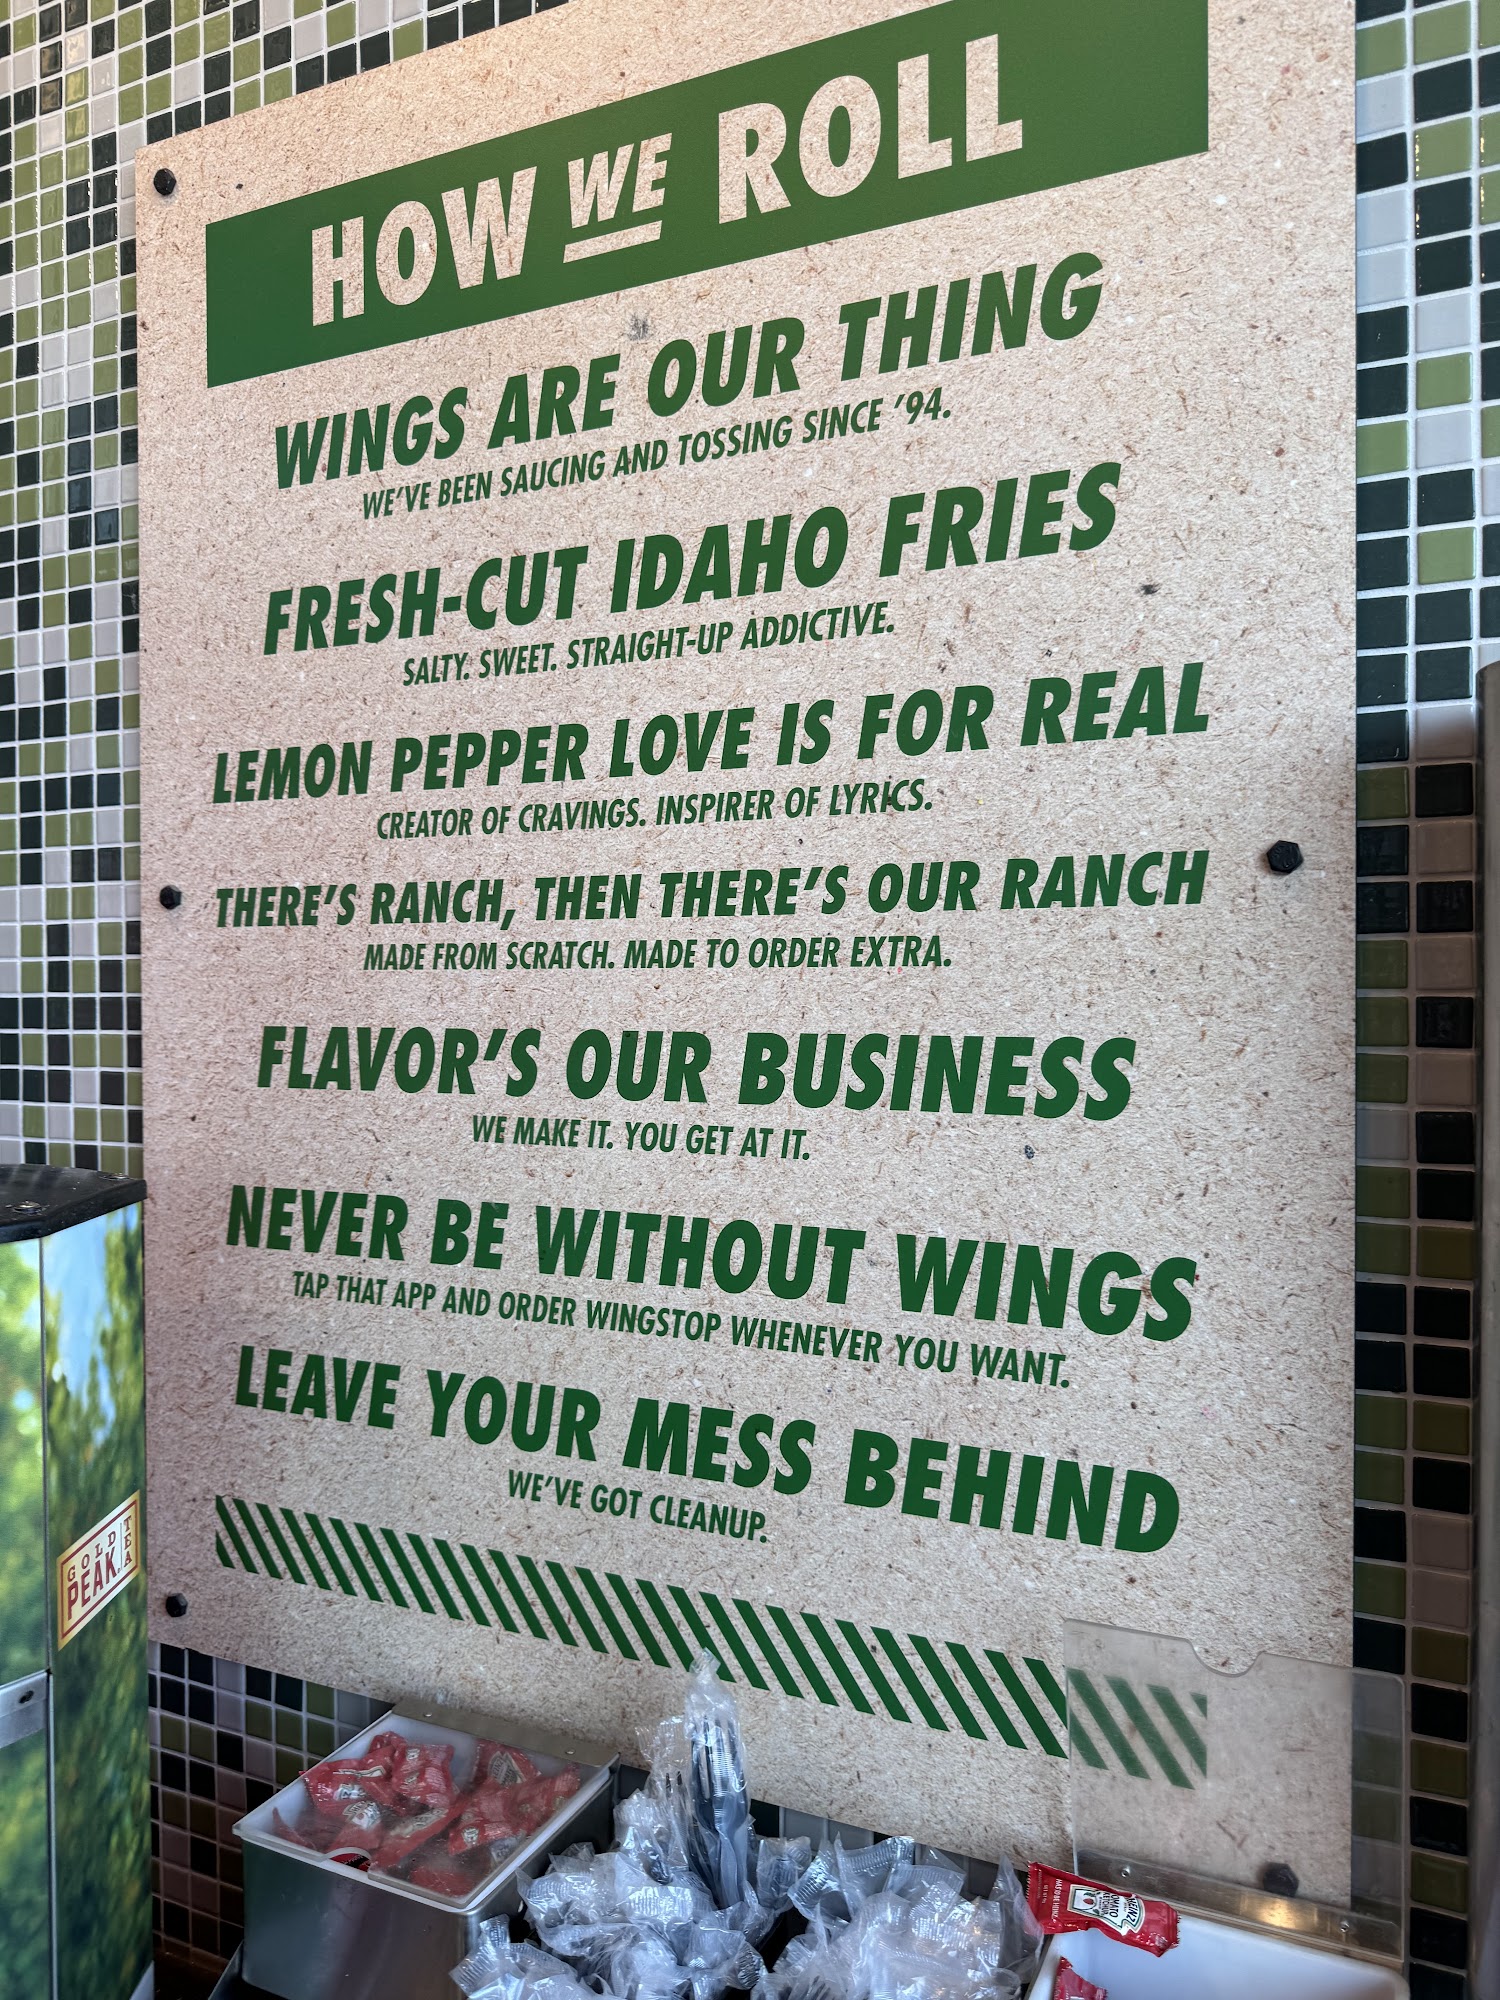 HOW WE ROLL
WINGS ARE OUR THING
WE'VE BEEN SAUCING AND TOSSING SINCE '94.
FRESH-CUT IDAHO FRIES
SALTY. SWEET. STRAIGHT-UP ADDICTIVE.
LEMON PEPPER LOVE IS FOR REAL
CREATOR OF CRAVINGS. INSPIRER OF LYRICS.
THERE'S RANCH, THEN THERE'S OUR RANCH
MADE FROM SCRATCH. MADE TO ORDER EXTRA.
FLAVOR'S OUR BUSINESS
WE MAKE IT. YOU GET AT IT.
NEVER BE WITHOUT WINGS
TAP THAT APP AND ORDER WINGSTOP WHENEVER YOU WANT.
LEAVE YOUR MESS BEHIND
WE'VE GOT CLEANUP.
GOLD
PEAK
TEA
HEINZ
TOMATO